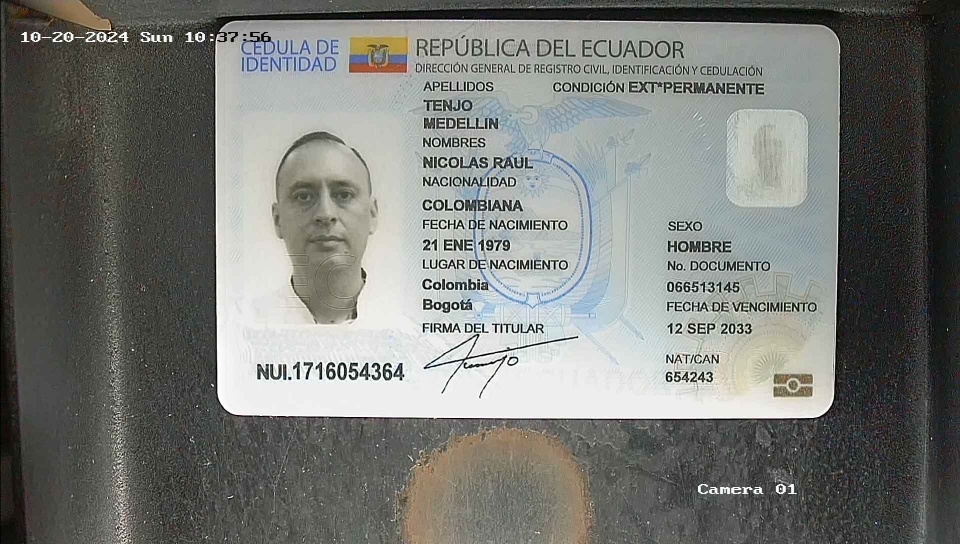 10-20-2024 Sun 10:37:56
CÉDULA DE IDENTIDAD
REPÚBLICA DEL ECUADOR
DIRECCIÓN GENERAL DE REGISTRO CIVIL, IDENTIFICACIÓN Y CEDULACIÓN
APELLIDOS
CONDICIÓN EXT*PERMANENTE
TENJO
MEDELLIN
NOMBRES
NICOLAS RAUL
NACIONALIDAD
COLOMBIANA
FECHA DE NACIMIENTO
21 ENE 1979
LUGAR DE NACIMIENTO
Colombia
Bogotá
FIRMA DEL TITULAR
SEXO
HOMBRE
No. DOCUMENTO
066513145
FECHA DE VENCIMIENTO
12 SEP 2033
NAT/CAN
654243
NUI.1716054364
Camera 01